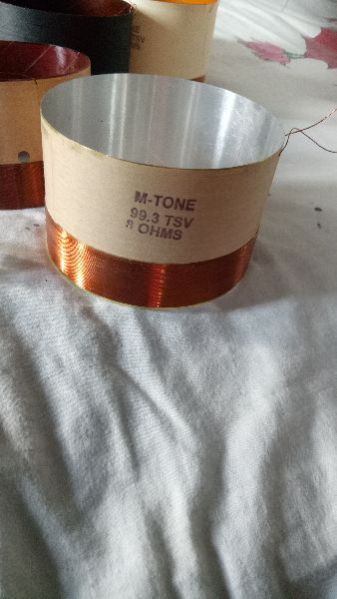 M-TONE
99.3 TSV
8 OHMS